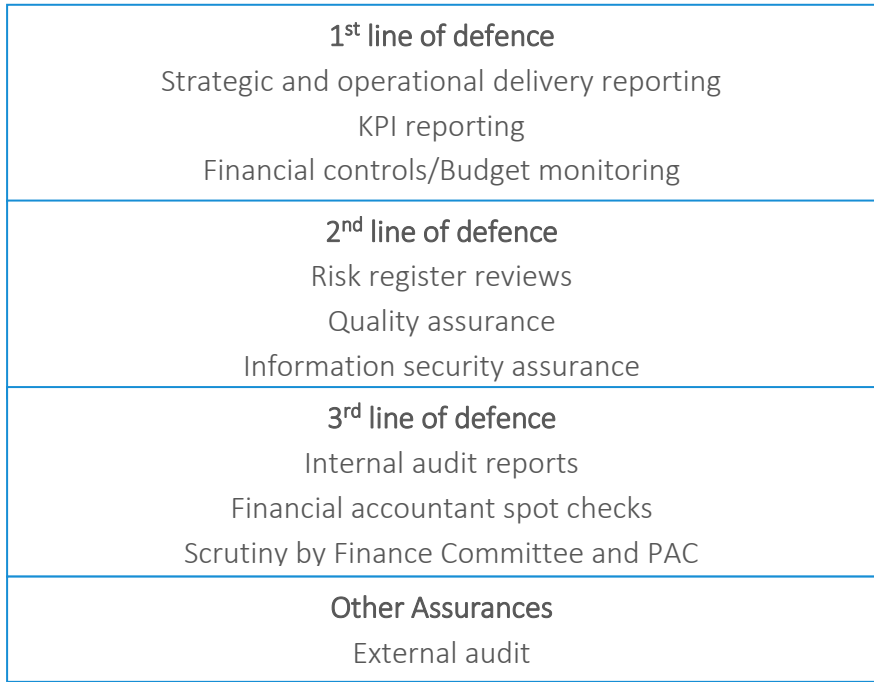 1st line of defence
Strategic and operational delivery reporting
KPI reporting
Financial controls/Budget monitoring
2nd line of defence
Risk register reviews
Quality assurance
Information security assurance
3rd line of defence
Internal audit reports
Financial accountant spot checks
Scrutiny by Finance Committee and PAC
Other Assurances
External audit